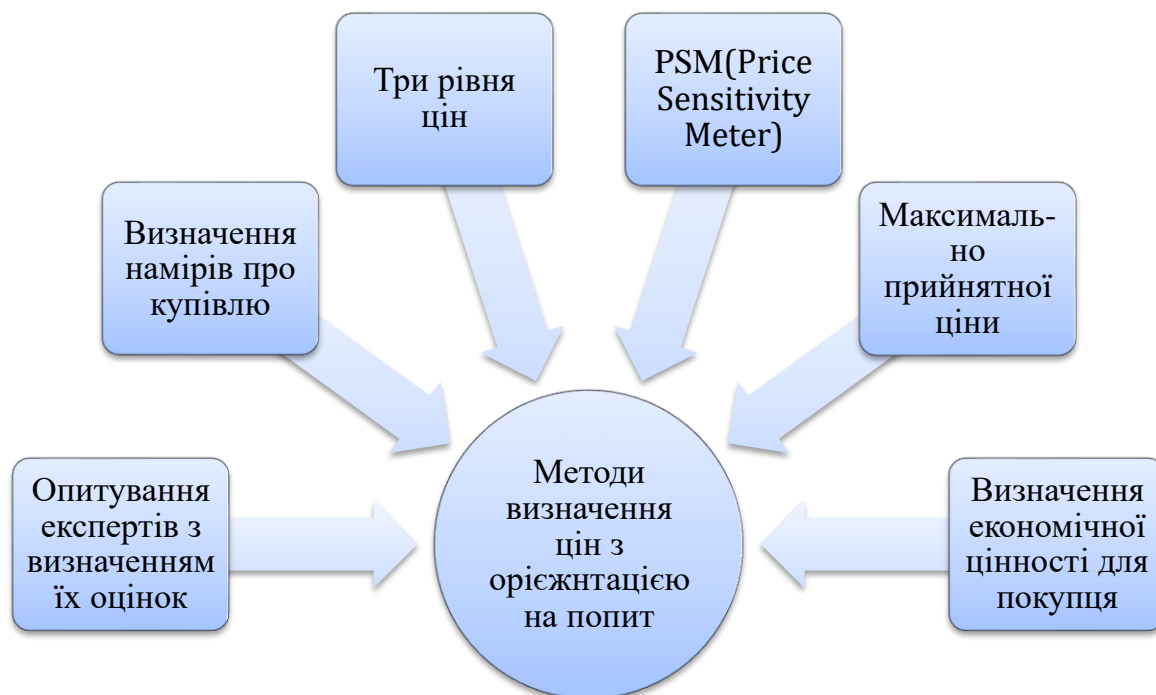 Три рівня
цін
PSM(Price
Sensitivity
Meter)
Визначення
намірів про
купівлю
Максималь-
но
прийнятної
ціни
Опитування
експертів з
визначенням
їх оцінок
Методи
визначення
цін з
орієжнтацією
на попит
Визначення
економічної
цінності для
покупця